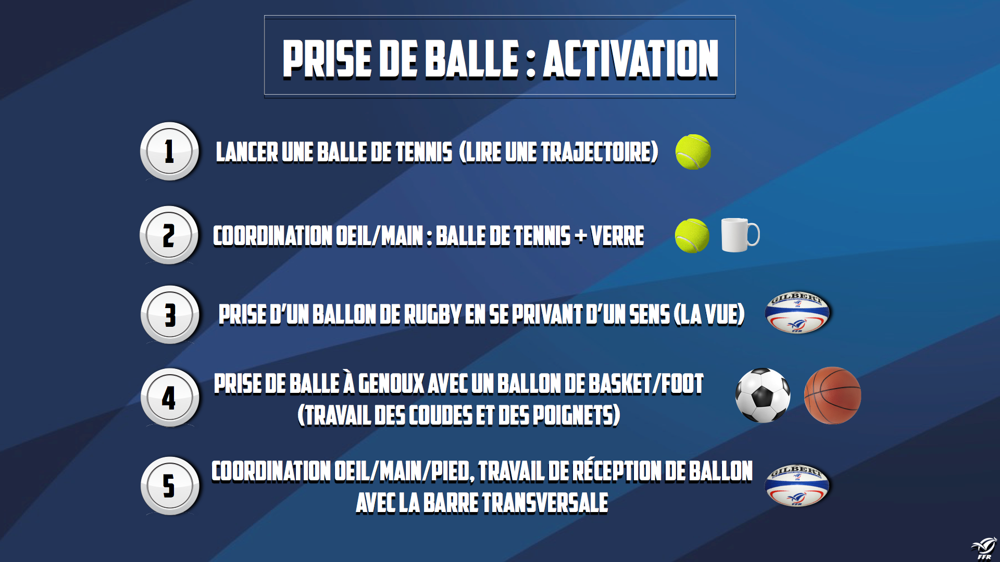 PRISE DE BALLE : ACTIVATION
1
LANCER UNE BALLE DE TENNIS (LIRE UNE TRAJECTOIRE)
2
COORDINATION OEIL/MAIN : BALLE DE TENNIS + VERRE
3
PRISE D'UN BALLON DE RUGBY EN SE PRIVANT D'UN SENS (LA VUE)
GILBERT
FFR
4
PRISE DE BALLE À GENOUX AVEC UN BALLON DE BASKET/FOOT
(TRAVAIL DES COUDES ET DES POIGNETS)
5
COORDINATION OEIL/MAIN/PIED, TRAVAIL DE RÉCEPTION DE BALLON
AVEC LA BARRE TRANSVERSALE
GILBERT
FFR
FFR